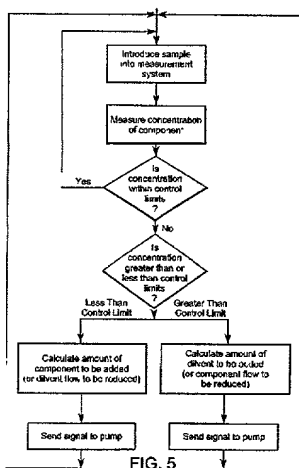 Introduce sample
into measurement
system
Measure concentration
of component
Is
concentration
within control
limits
?
Yes
No
Is
concentration
greater than or
less than control
limits
?
Less Than
Control Limit
Greater Than
Control Limit
Calculate amount of
component to be added
(or diluent flow to be reduced)
Calculate amount of
diluent to be added
(or component flow to
be reduced)
Send signal to pump
Send signal to pump
FIG. 5